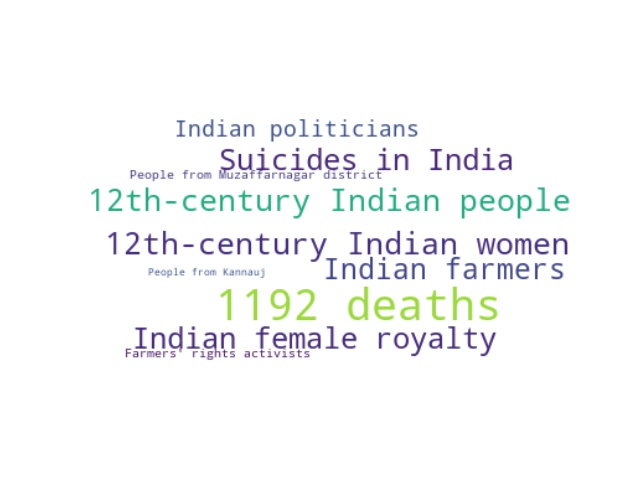 Indian politicians
Suicides in India
People from Muzaffarnagar district
12th-century Indian people
12th-century Indian women
Indian farmers
People from Kannauj
1192 deaths
Indian female royalty
Farmers' rights activists